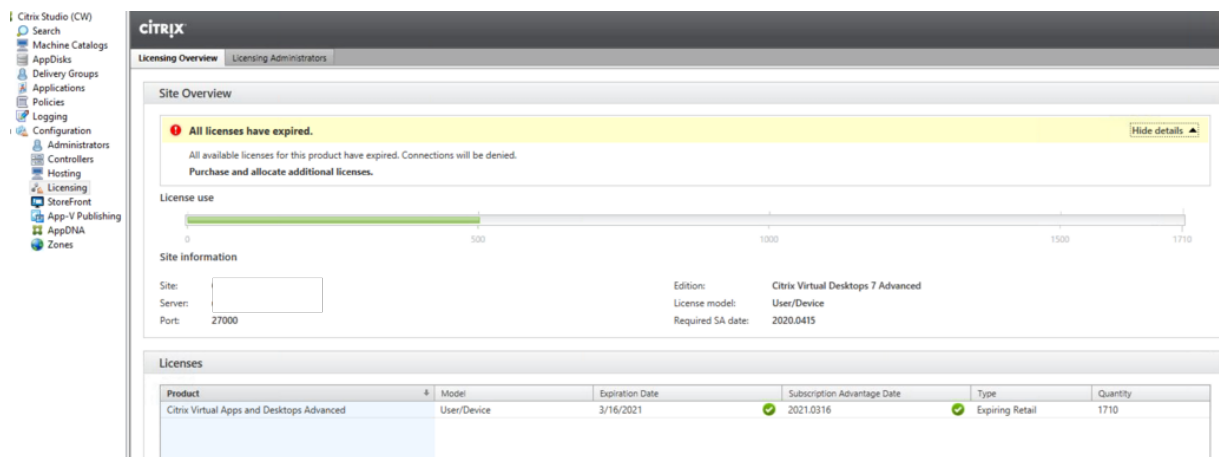 Citrix Studio (CW)
Search
Machine Catalogs
AppDisks
Delivery Groups
Applications
Policies
Logging
Configuration
Administrators
Controllers
Hosting
Licensing
StoreFront
App-V Publishing
AppDNA
Zones
CİTRIX
Licensing Overview Licensing Administrators
Site Overview
All licenses have expired. Hide details
All available licenses for this product have expired. Connections will be denied.
Purchase and allocate additional licenses.
License use
0 500 1000 1500 1710
Site information
Site: Edition: Citrix Virtual Desktops 7 Advanced
Server: License model: User/Device
Port: 27000 Required SA date: 2020.0415
Licenses
Product Model Expiration Date Subscription Advantage Date Type Quantity
Citrix Virtual Apps and Desktops Advanced User/Device 3/16/2021 2021.0316 Expiring Retail 1710